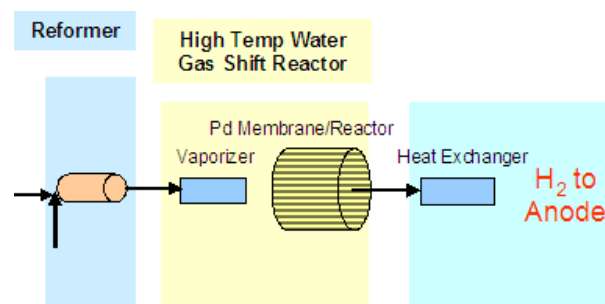 Reformer
High Temp Water
Gas Shift Reactor
Pd Membrane/Reactor
Vaporizer
Heat Exchanger
H₂ to
Anode